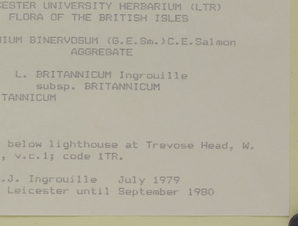 CESTER UNIVERSITY HERBARIUM (LTR)
FLORA OF THE BRITISH ISLES
NIUM BINERVOSUM (G.E.Sm.)C.E.Salmon
AGGREGATE
L. BRITANNICUM Ingrouille
subsp. BRITANNICUM
TANNICUM
below lighthouse at Trevose Head, W.
, v.c.1; code ITR.
.J. Ingrouille July 1979
Leicester until September 1980